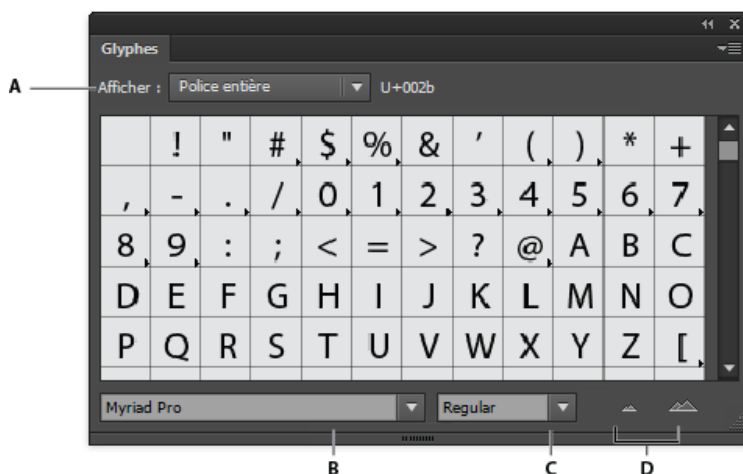 Glyphes
A Afficher : Police entière U+002b
! " # $ % & ' ( ) * +
, - . / 0 1 2 3 4 5 6 7
8 9 : ; < = > ? @ A B C
D E F G H I J K L M N O
P Q R S T U V W X Y Z [
Myriad Pro Regular
B C D